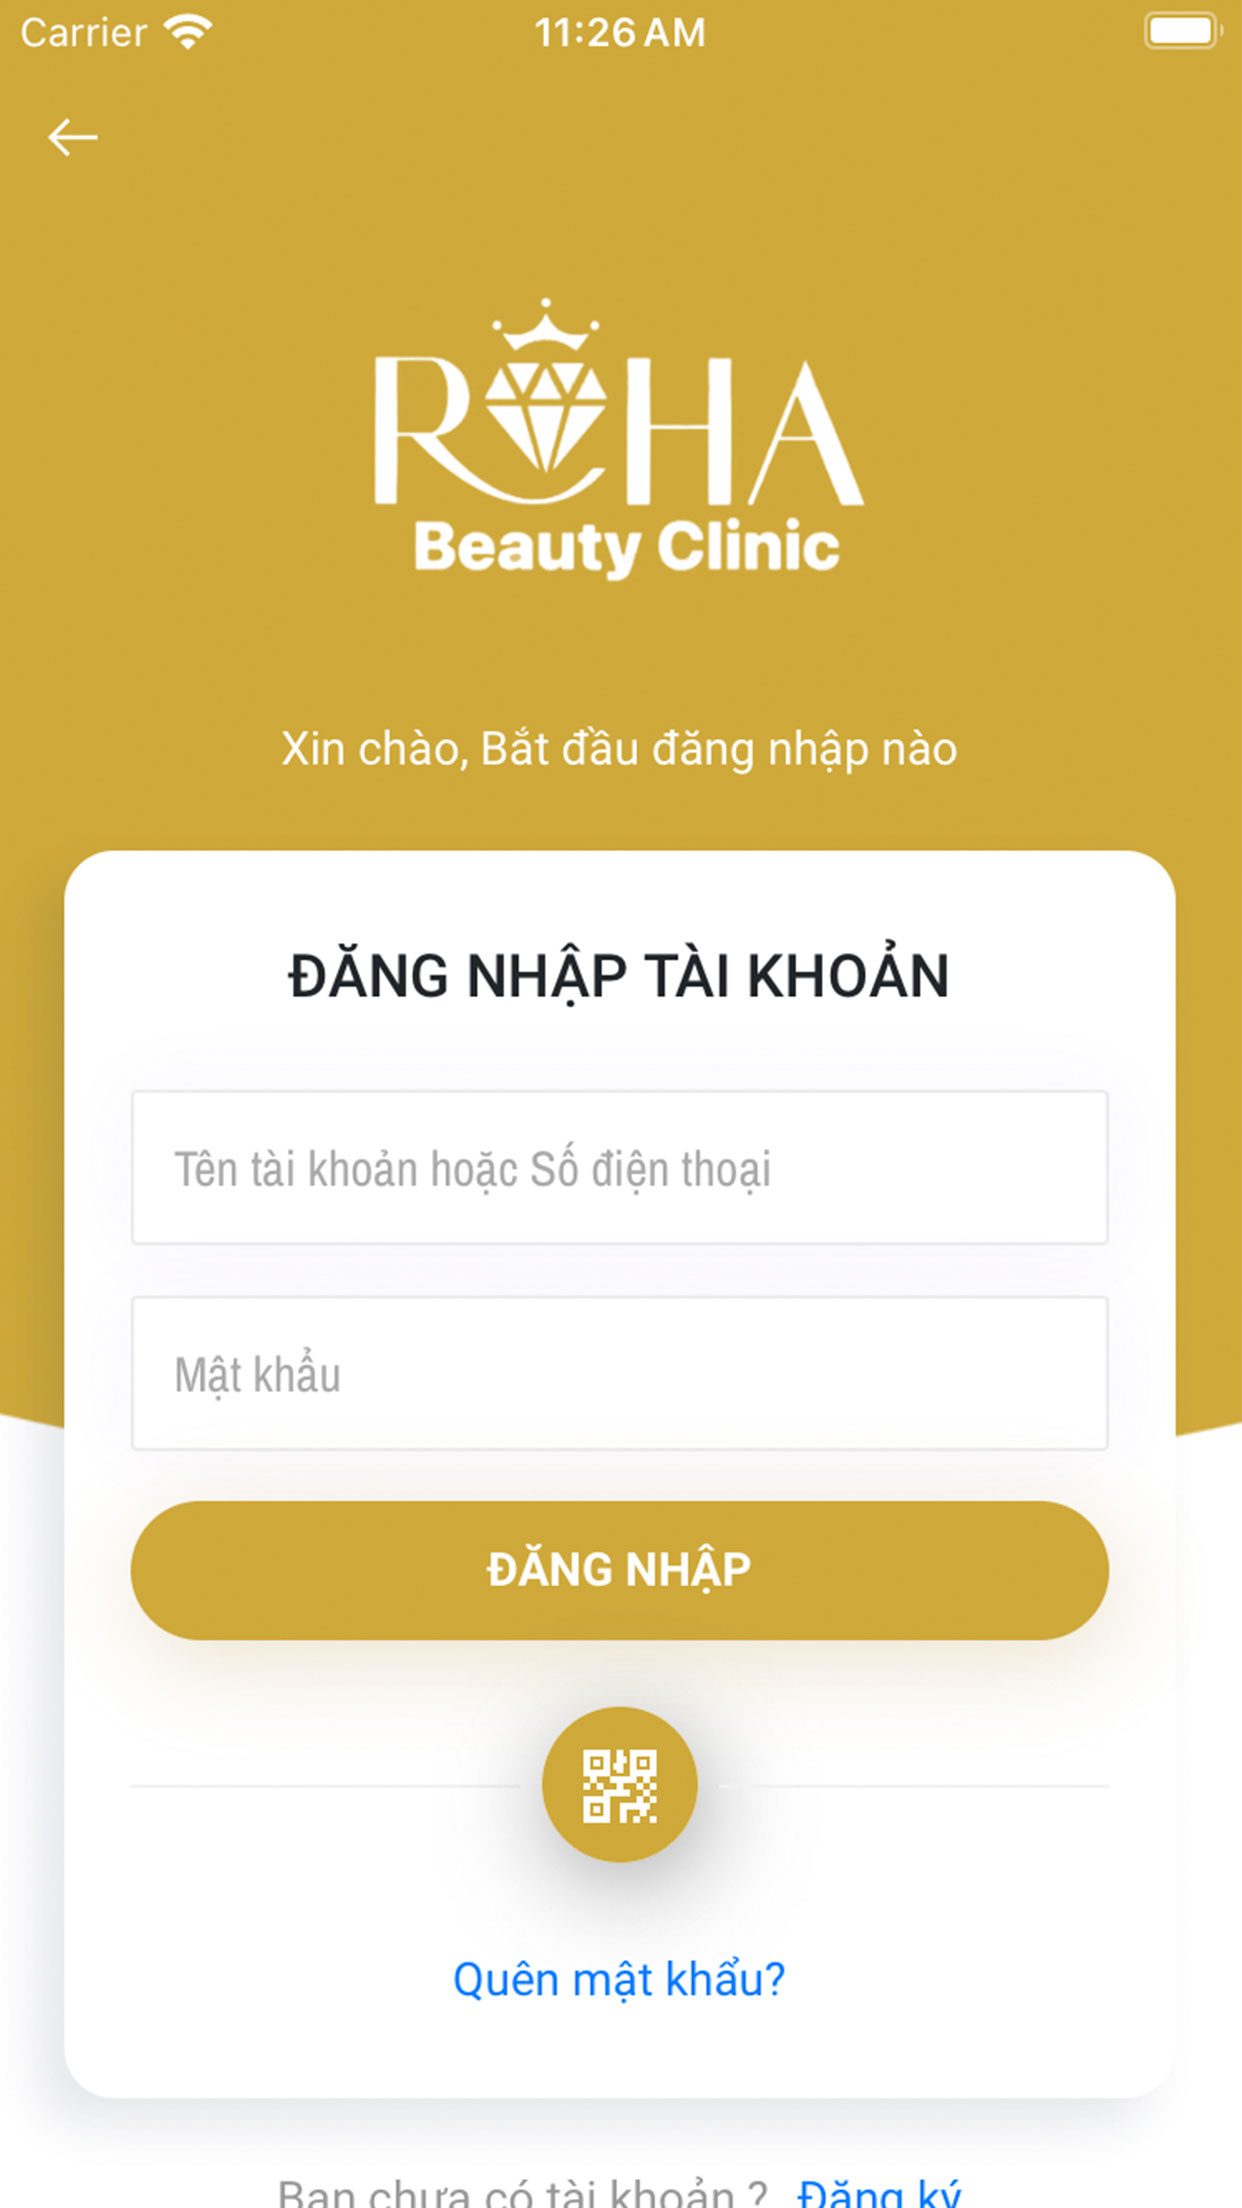 Carrier
11:26 AM
ROHA
Beauty Clinic
Xin chào, Bắt đầu đăng nhập nào
ĐĂNG NHẬP TÀI KHOẢN
Tên tài khoản hoặc Số điện thoại
Mật khẩu
ĐĂNG NHẬP
Quên mật khẩu?
Bạn chưa có tài khoản ? Đăng ký